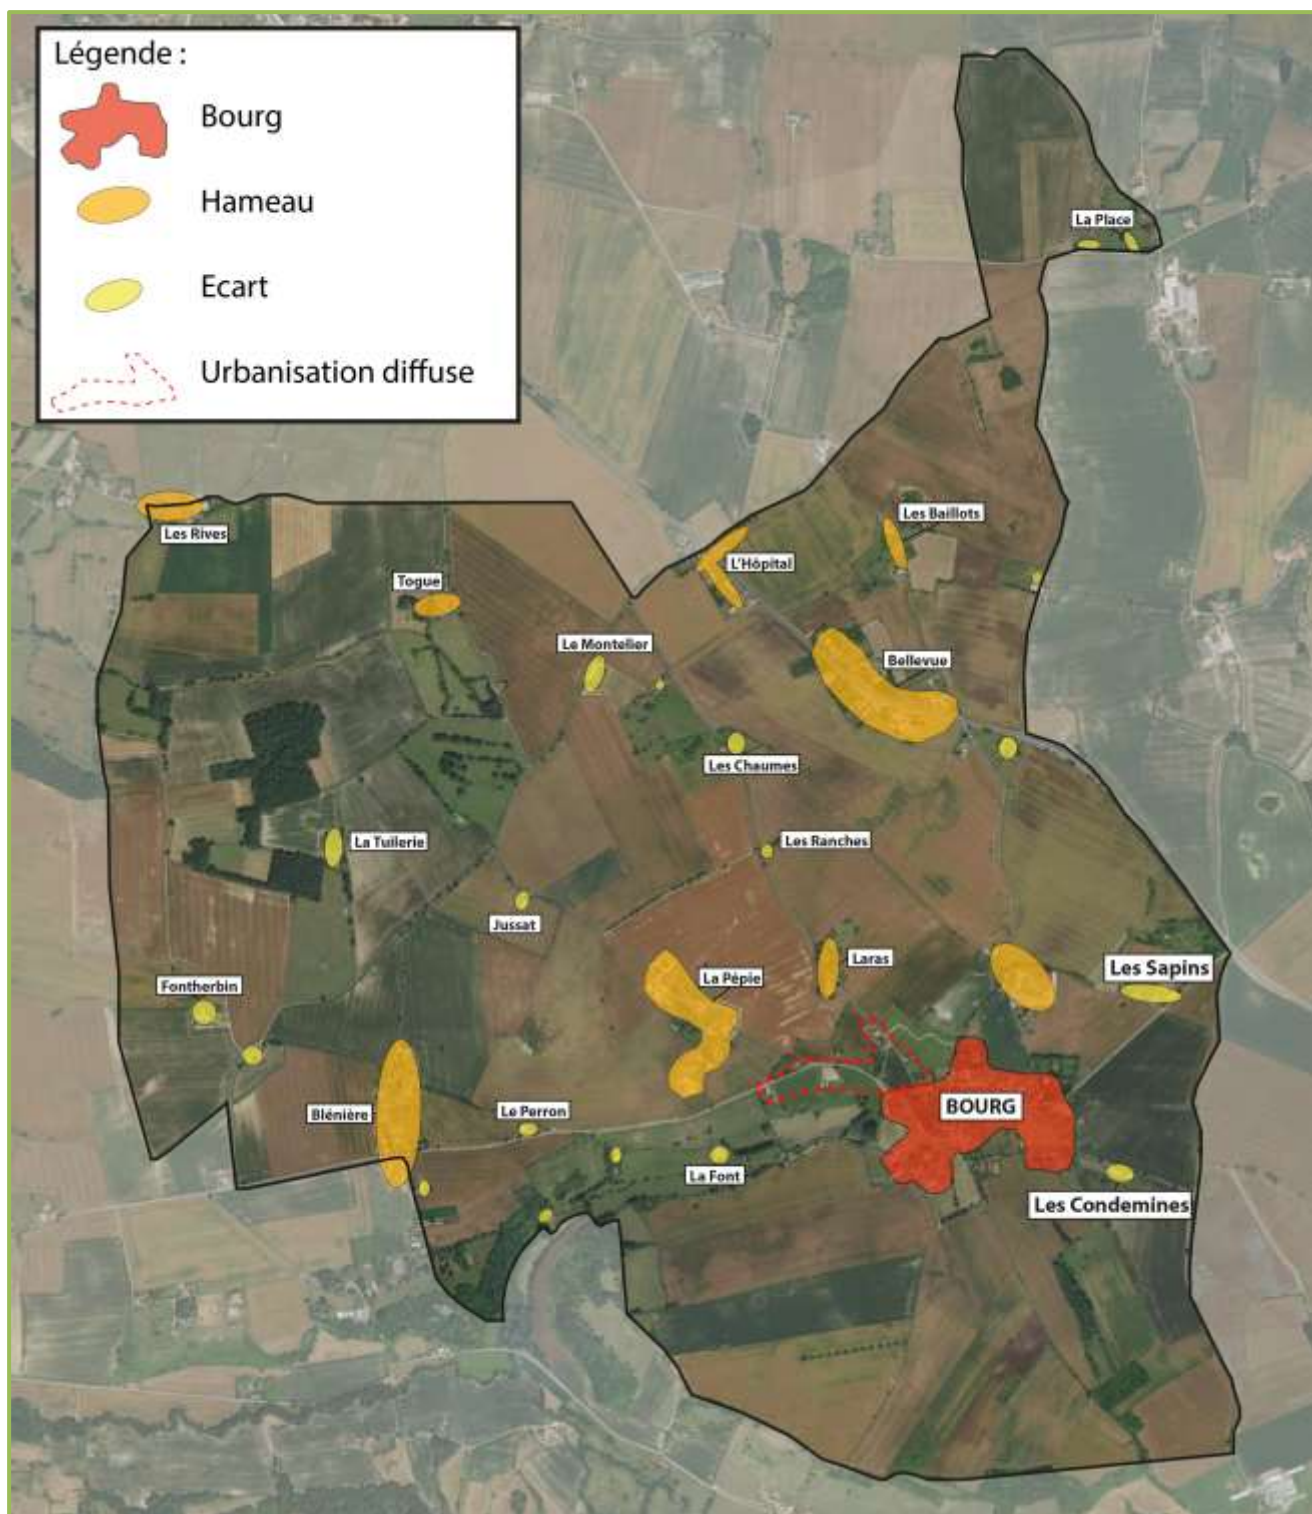 Légende :
Bourg
Hameau
Ecart
Urbanisation diffuse
La Place
Les Baillots
Les Rives
L'Hôpital
Togue
Le Montelier
Bellevue
Les Chaumes
La Tuilerie
Les Ranches
Jussat
Laras
Les Sapins
La Pépie
Fontherbin
BOURG
Blénière
Le Perron
La Font
Les Condemines